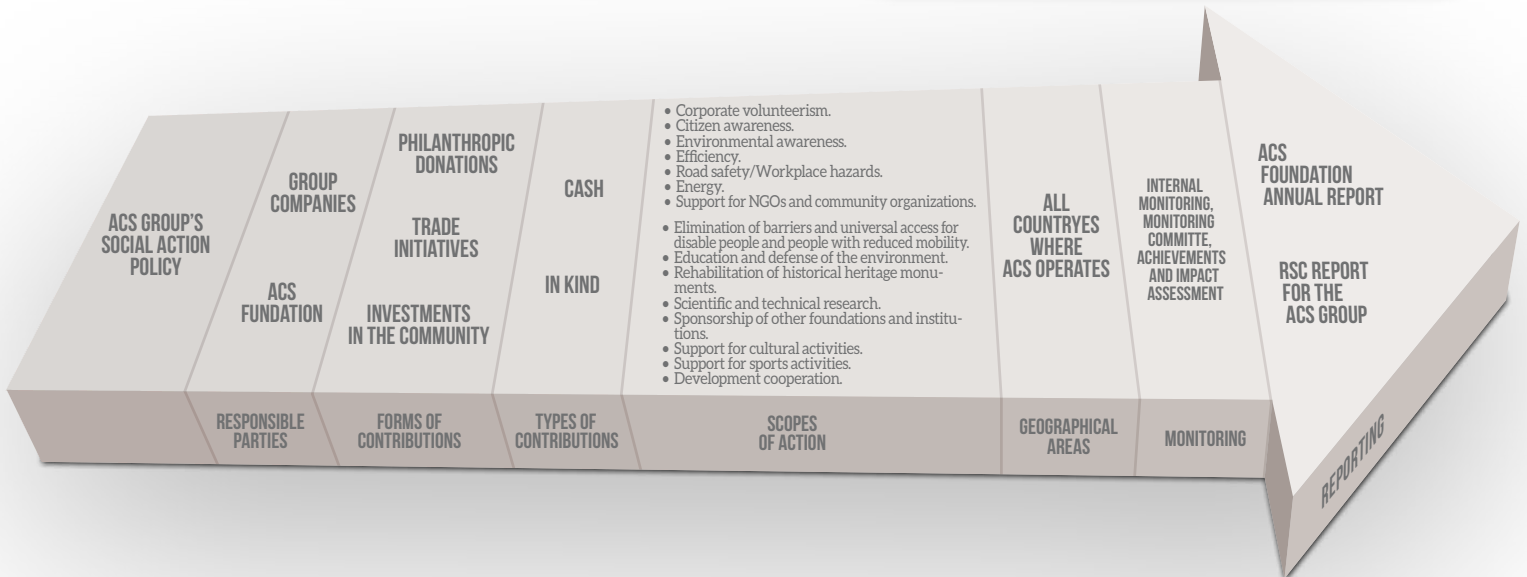 ACS GROUP'S
SOCIAL ACTION
POLICY
GROUP
COMPANIES
ACS
FUNDATION
RESPONSIBLE
PARTIES
PHILANTHROPIC
DONATIONS
TRADE
INITIATIVES
INVESTMENTS
IN THE COMMUNITY
FORMS OF
CONTRIBUTIONS
CASH
IN KIND
TYPES OF
CONTRIBUTIONS
• Corporate volunteerism.
• Citizen awareness.
• Environmental awareness.
• Efficiency.
• Road safety/Workplace hazards.
• Energy.
• Support for NGOs and community organizations.
• Elimination of barriers and universal access for
disable people and people with reduced mobility.
• Education and defense of the environment.
• Rehabilitation of historical heritage monu-
ments.
• Scientific and technical research.
• Sponsorship of other foundations and institu-
tions.
• Support for cultural activities.
• Support for sports activities.
• Development cooperation.
SCOPES
OF ACTION
ALL
COUNTRYES
WHERE
ACS OPERATES
GEOGRAPHICAL
AREAS
INTERNAL
MONITORING,
MONITORING
COMMITTE,
ACHIEVEMENTS
AND IMPACT
ASSESSMENT
MONITORING
ACS
FOUNDATION
ANNUAL REPORT
RSC REPORT
FOR THE
ACS GROUP
REPORTING